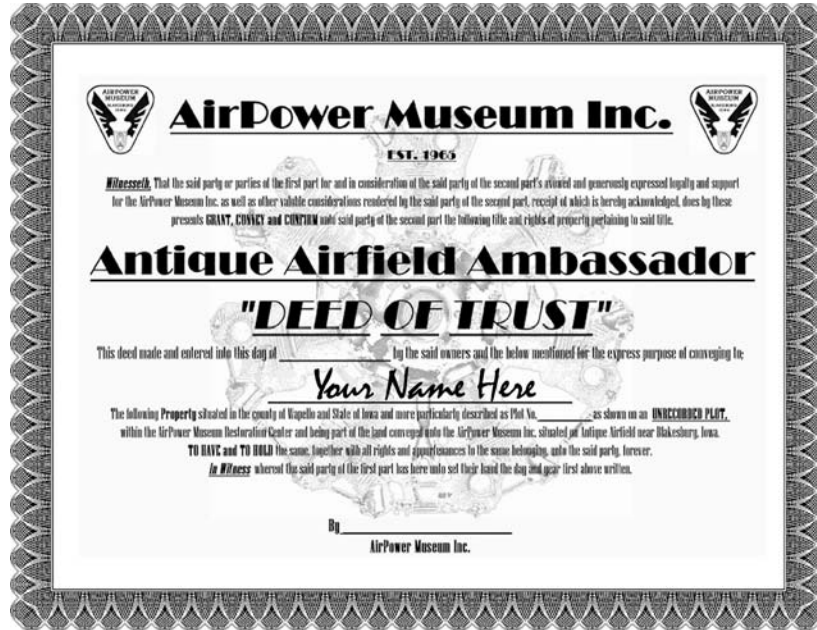 AIRPOWER
MUSEUM
AIRPOWER
MUSEUM
AirPower Museum Inc.
EST. 1965
Witnesseth, That the said party or parties of the first part for and in consideration of the said party of the second part's avowed and generously expressed loyalty and support
for the AirPower Museum Inc. as well as other valuable considerations rendered by the said party of the second part, receipt of which is hereby acknowledged, does by these
presents GRANT, CONVEY and CONFIRM unto said party of the second part the following title and rights of property pertaining to said title.
Antique Airfield Ambassador
"DEED OF TRUST"
This deed made and entered into this day of ____________________ by the said owners and the below mentioned for the express purpose of conveying to;
Your Name Here
The following Property situated in the county of Wapello and State of Iowa and more particularly described as Plot No. ____________ as shown on an UNRECORDED PLOT,
within the AirPower Museum Restoration Center and being part of the land conveyed unto the AirPower Museum Inc. situated on Antique Airfield near Blakesburg, Iowa.
TO HAVE and TO HOLD the same, together with all rights and appurtenances to the same belonging, unto the said party, forever.
In Witness whereof the said party of the first part has here unto set their hand the day and year first above written.
By______________________________
AirPower Museum Inc.